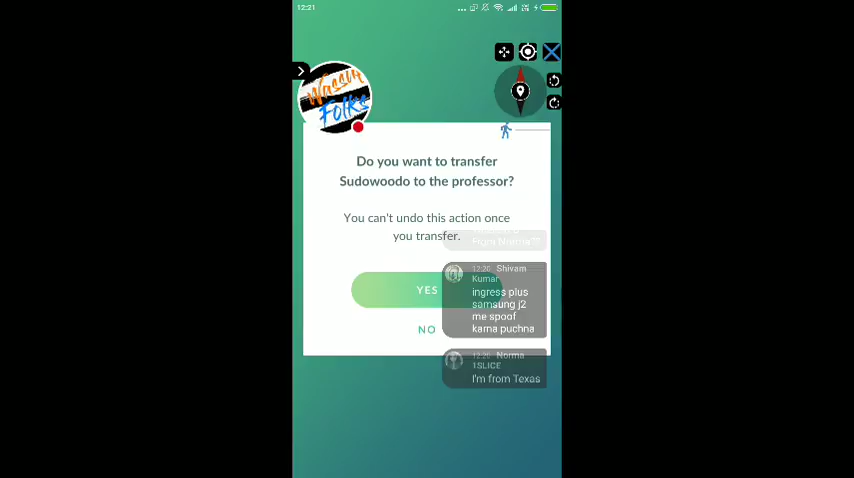 12:21
Wassup
Folks
Do you want to transfer
Sudowoodo to the professor?
You can't undo this action once
you transfer.
YES
NO
12:20 Shivam
Kumar
ingress plus
samsung j2
me spoof
karna puchna
12:20 Norma
1SLICE
I'm from Texas